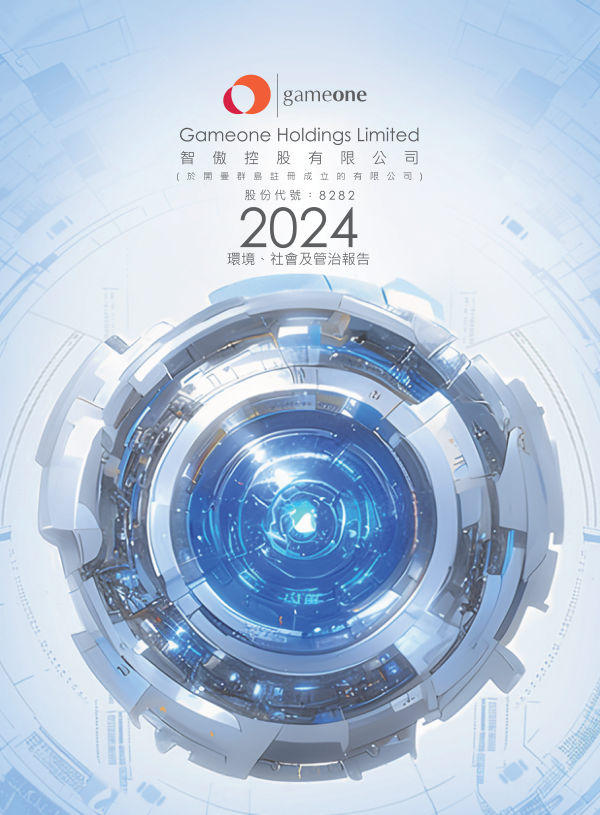 gameone
Gameone Holdings Limited
智傲控股有限公司
(於開曼群島註冊成立的有限公司)
股份代號：8282
2024
環境、社會及管治報告